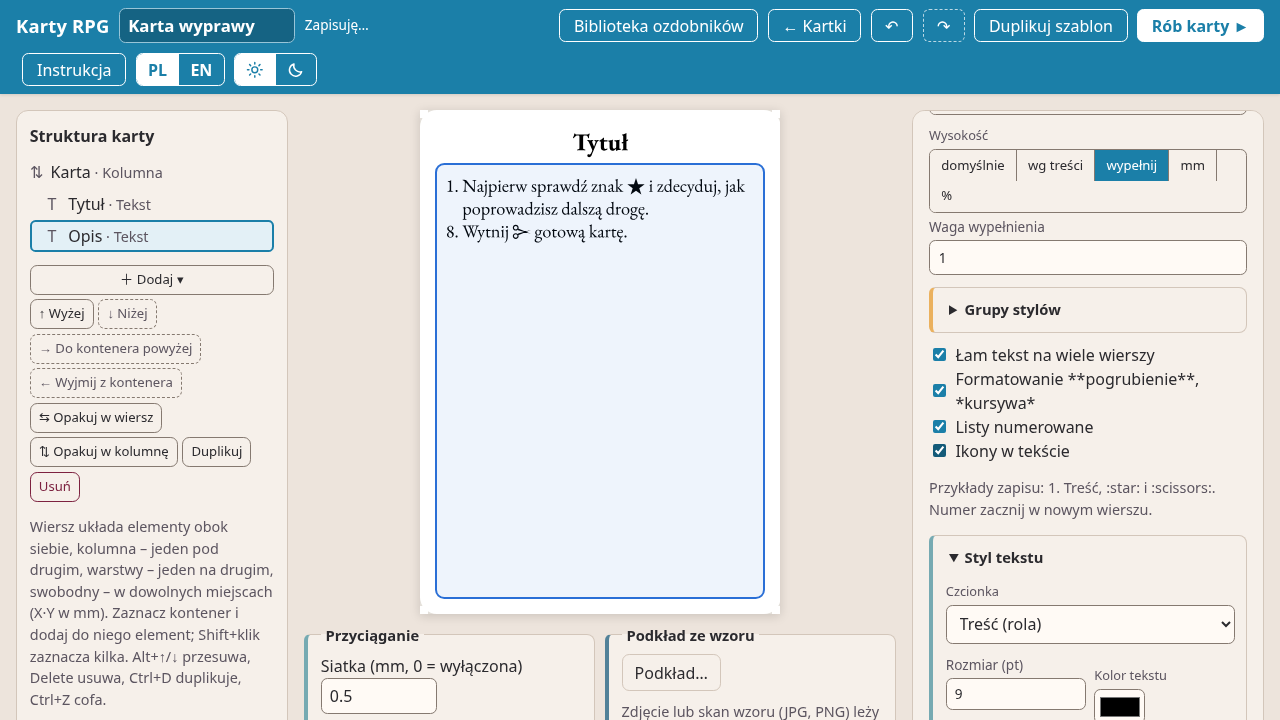 Karty RPG
Karta wyprawy
Zapisuję…
Biblioteka ozdobników
← Kartki
↶
↷
Duplikuj szablon
Rób karty ►
Instrukcja
PL
EN
Struktura karty
⇅ Karta · Kolumna
T Tytuł · Tekst
T Opis · Tekst
＋ Dodaj ▾
↑ Wyżej
↓ Niżej
→ Do kontenera powyżej
← Wyjmij z kontenera
⇆ Opakuj w wiersz
⇅ Opakuj w kolumnę
Duplikuj
Usuń
Wiersz układa elementy obok
siebie, kolumna – jeden pod
drugim, warstwy – jeden na drugim,
swobodny – w dowolnych miejscach
(X·Y w mm). Zaznacz kontener i
dodaj do niego element; Shift+klik
zaznacza kilka. Alt+↑/↓ przesuwa,
Delete usuwa, Ctrl+D duplikuje,
Ctrl+Z cofa.
Tytuł
1. Najpierw sprawdź znak ★ i zdecyduj, jak
poprowadzisz dalszą drogę.
8. Wytnij ✂ gotową kartę.
Przyciąganie
Siatka (mm, 0 = wyłączona)
0.5
Podkład ze wzoru
Podkład…
Zdjęcie lub skan wzoru (JPG, PNG) leży
Wysokość
domyślnie
wg treści
wypełnij
mm
%
Waga wypełnienia
1
▶ Grupy stylów
Łam tekst na wiele wierszy
Formatowanie **pogrubienie**,
*kursywa*
Listy numerowane
Ikony w tekście
Przykłady zapisu: 1. Treść, :star: i :scissors:.
Numer zacznij w nowym wierszu.
▼ Styl tekstu
Czcionka
Treść (rola)
Rozmiar (pt)
Kolor tekstu
9